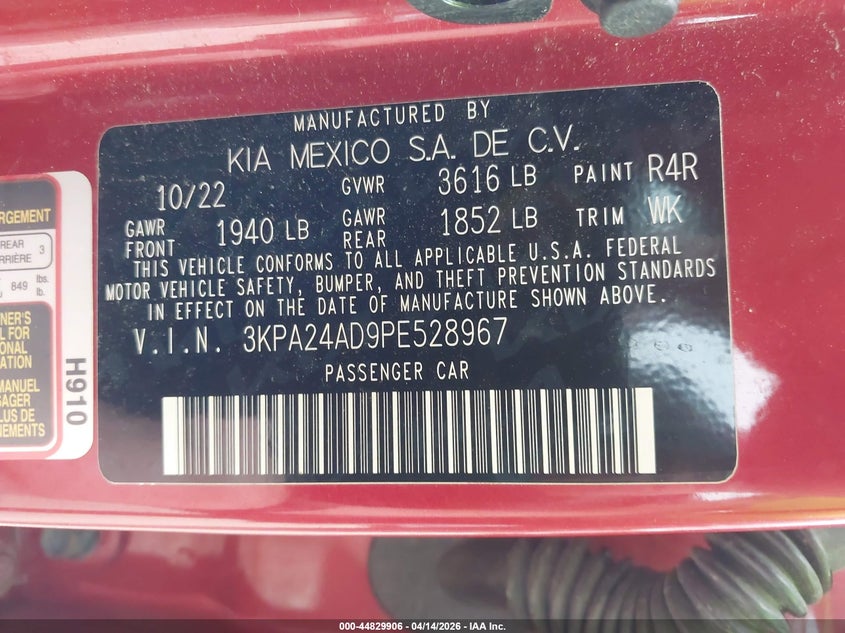 MANUFACTURED BY
KIA MEXICO S.A. DE C.V.
10/22 GVWR 3616 LB PAINT R4R
GAWR FRONT 1940 LB GAWR REAR 1852 LB TRIM WK
THIS VEHICLE CONFORMS TO ALL APPLICABLE U.S.A. FEDERAL
MOTOR VEHICLE SAFETY, BUMPER, AND THEFT PREVENTION STANDARDS
IN EFFECT ON THE DATE OF MANUFACTURE SHOWN ABOVE.
V.I.N. 3KPA24AD9PE528967
PASSENGER CAR
RGEMENT
REAR
RRIÈRE 3
849 lbs.
lb.
NER'S
L FOR
IONAL
MATION
MANUEL
SAGER
LUS DE
NEMENTS
H910
000-44829906 - 04/14/2026 - IAA Inc.